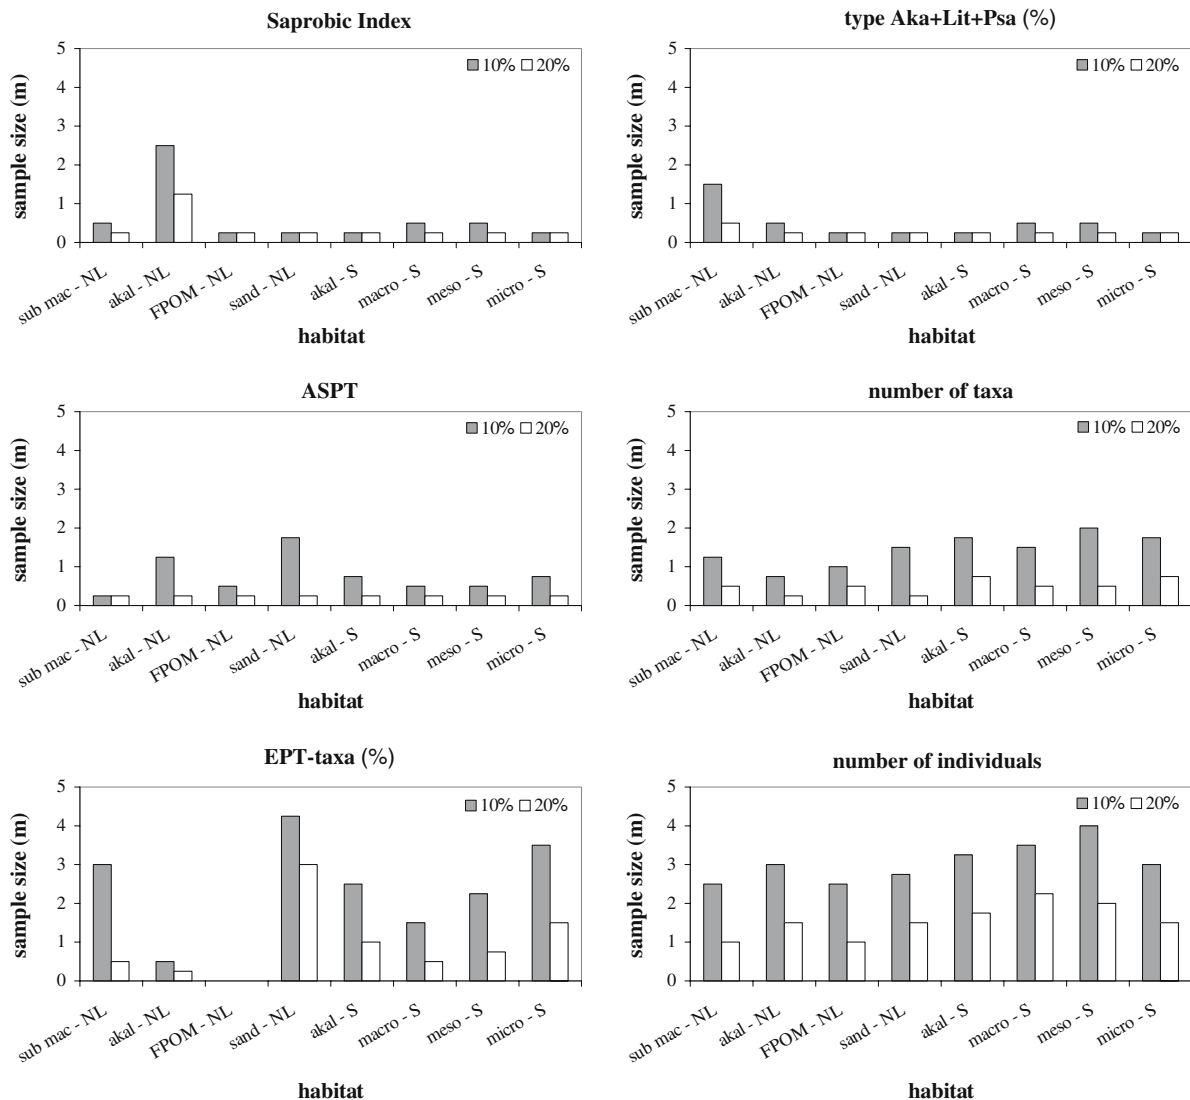 Saprobic Index
sample size (m)
5
4
3
2
1
0
10% 20%
sub mac - NL
akal - NL
FPOM - NL
sand - NL
akal - S
macro - S
meso - S
micro - S
habitat
type Aka+Lit+Psa (%)
sample size (m)
5
4
3
2
1
0
10% 20%
sub mac - NL
akal - NL
FPOM - NL
sand - NL
akal - S
macro - S
meso - S
micro - S
habitat
ASPT
sample size (m)
5
4
3
2
1
0
10% 20%
sub mac - NL
akal - NL
FPOM - NL
sand - NL
akal - S
macro - S
meso - S
micro - S
habitat
number of taxa
sample size (m)
5
4
3
2
1
0
10% 20%
sub mac - NL
akal - NL
FPOM - NL
sand - NL
akal - S
macro - S
meso - S
micro - S
habitat
EPT-taxa (%)
sample size (m)
5
4
3
2
1
0
10% 20%
sub mac - NL
akal - NL
FPOM - NL
sand - NL
akal - S
macro - S
meso - S
micro - S
habitat
number of individuals
sample size (m)
5
4
3
2
1
0
10% 20%
sub mac - NL
akal - NL
FPOM - NL
sand - NL
akal - S
macro - S
meso - S
micro - S
habitat